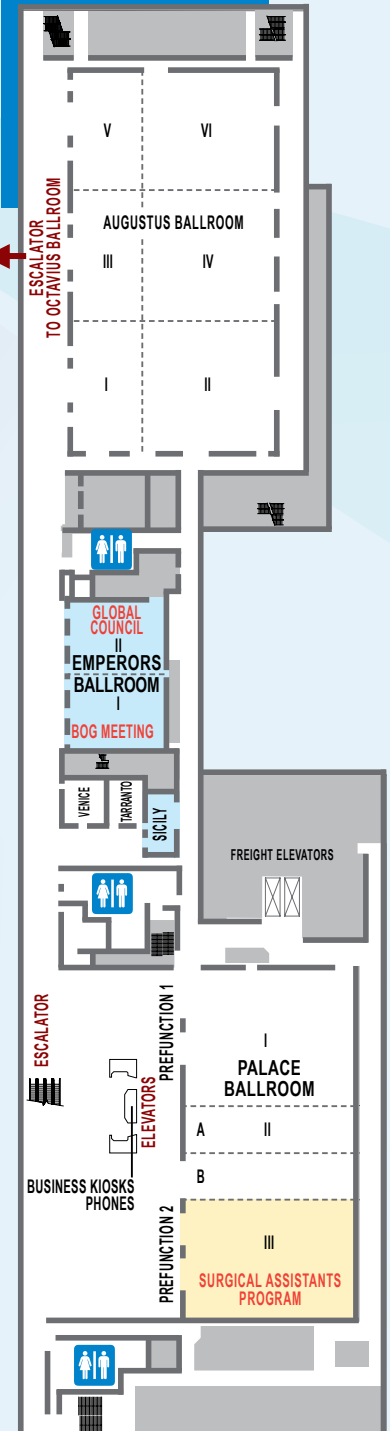 V
VI
AUGUSTUS BALLROOM
III
IV
ESCALATOR
TO OCTAVIUS BALLROOM
I
II
GLOBAL
COUNCIL
II
EMPERORS
BALLROOM
I
BOG MEETING
VENICE
TARRANTO
SICILY
FREIGHT ELEVATORS
ESCALATOR
ELEVATORS
PREFUNCTION 1
I
PALACE
BALLROOM
A
II
B
BUSINESS KIOSKS
PHONES
PREFUNCTION 2
III
SURGICAL ASSISTANTS
PROGRAM